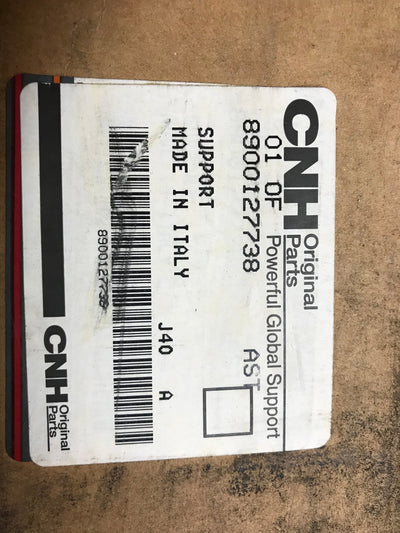 CNH Original
Parts
Powerful Global Support
01 OF
8900127738 AST
SUPPORT
MADE IN ITALY J40 A
8900127738
CNH Original
Parts